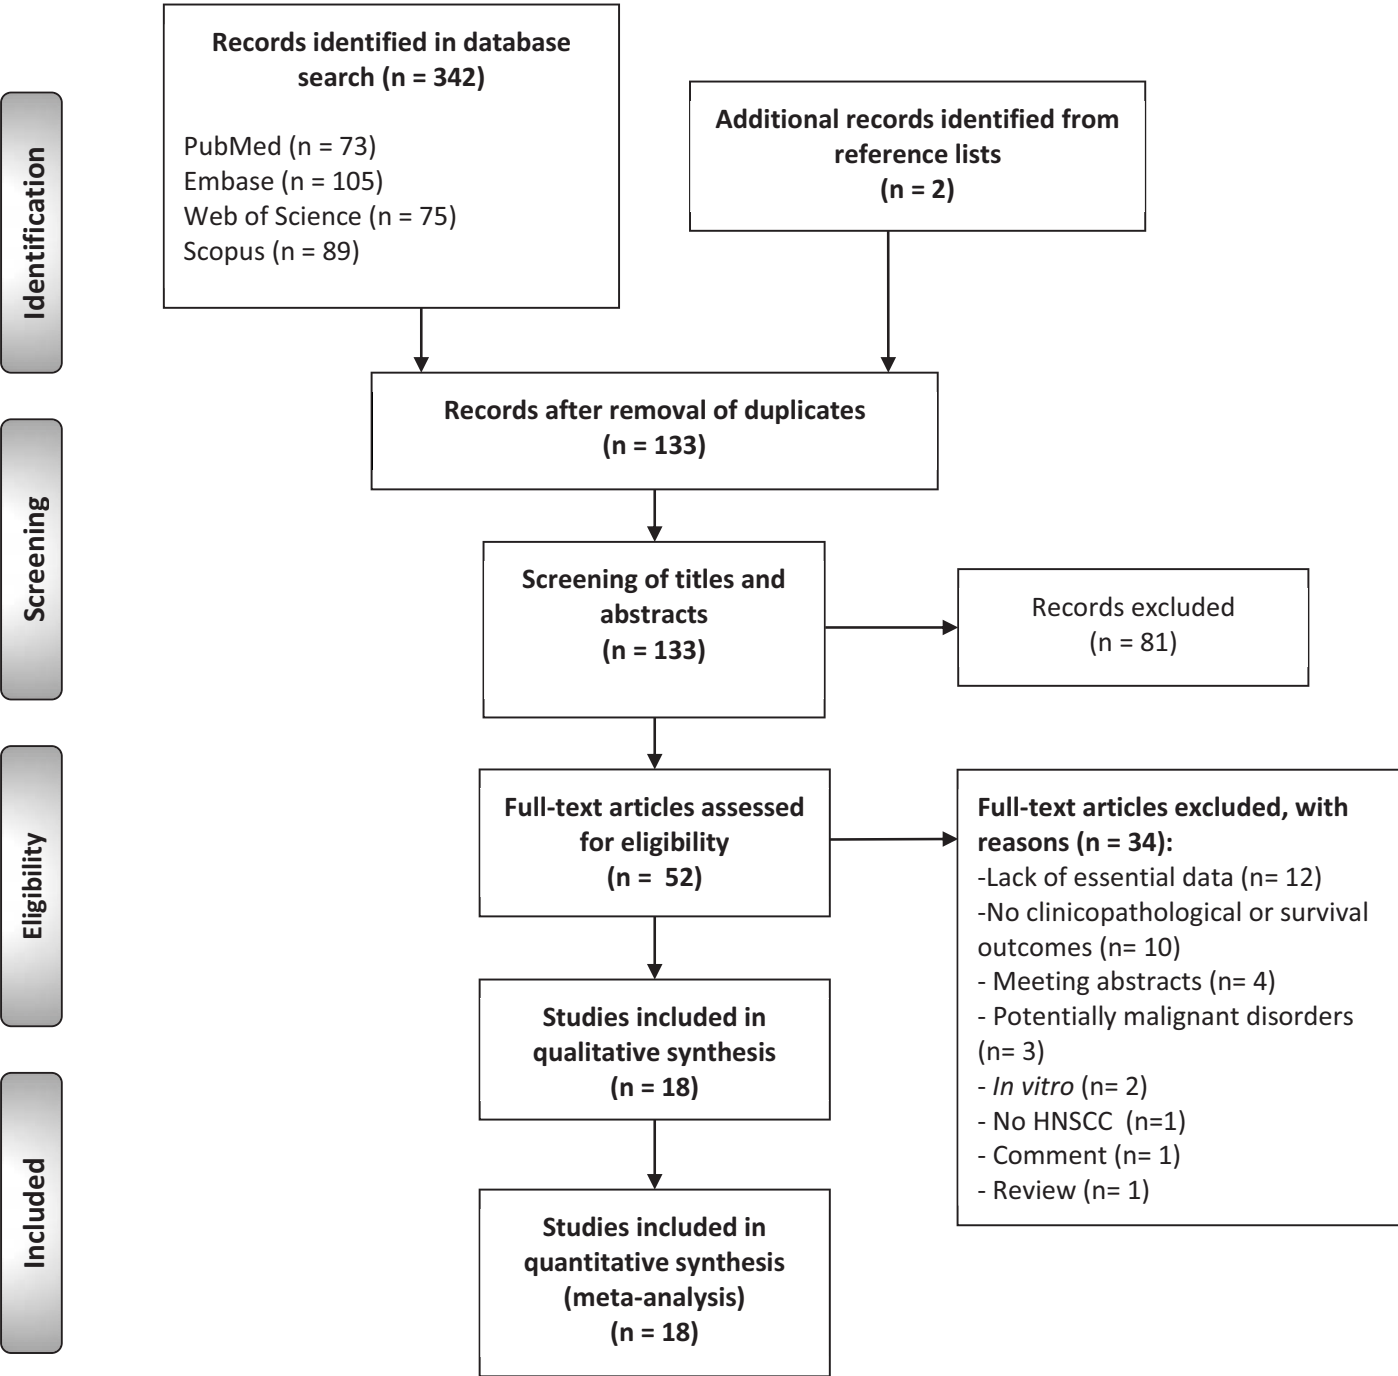 Identification
Records identified in database
search (n = 342)
PubMed (n = 73)
Embase (n = 105)
Web of Science (n = 75)
Scopus (n = 89)
Additional records identified from
reference lists
(n = 2)
Records after removal of duplicates
(n = 133)
Screening
Screening of titles and
abstracts
(n = 133)
Records excluded
(n = 81)
Eligibility
Full-text articles assessed
for eligibility
(n =  52)
Full-text articles excluded, with
reasons (n = 34):
-Lack of essential data (n= 12)
-No clinicopathological or survival
outcomes (n= 10)
- Meeting abstracts (n= 4)
- Potentially malignant disorders
(n= 3)
- In vitro (n= 2)
- No HNSCC  (n=1)
- Comment (n= 1)
- Review (n= 1)
Studies included in
qualitative synthesis
(n = 18)
Included
Studies included in
quantitative synthesis
(meta-analysis)
(n = 18)